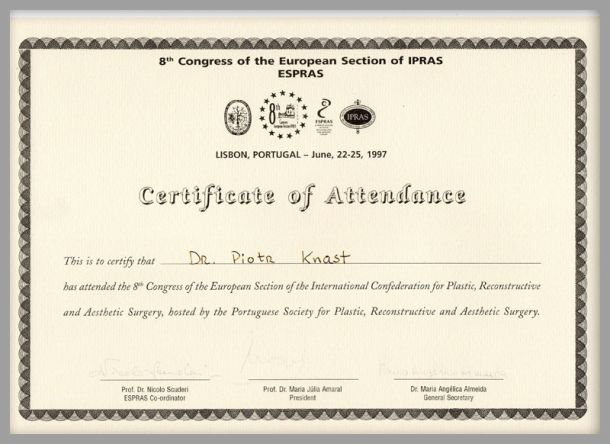 8th Congress of the European Section of IPRAS
ESPRAS
8th
ESPRAS
IPRAS
LISBON, PORTUGAL – June, 22-25, 1997
Certificate of Attendance
This is to certify that Dr. Piotr Knast
has attended the 8th Congress of the European Section of the International Confederation for Plastic, Reconstructive
and Aesthetic Surgery, hosted by the Portuguese Society for Plastic, Reconstructive and Aesthetic Surgery.
Prof. Dr. Nicolo Scuderi Prof. Dr. Maria Júlia Amaral Dr. Maria Angélica Almeida
ESPRAS Co-ordinator President General Secretary